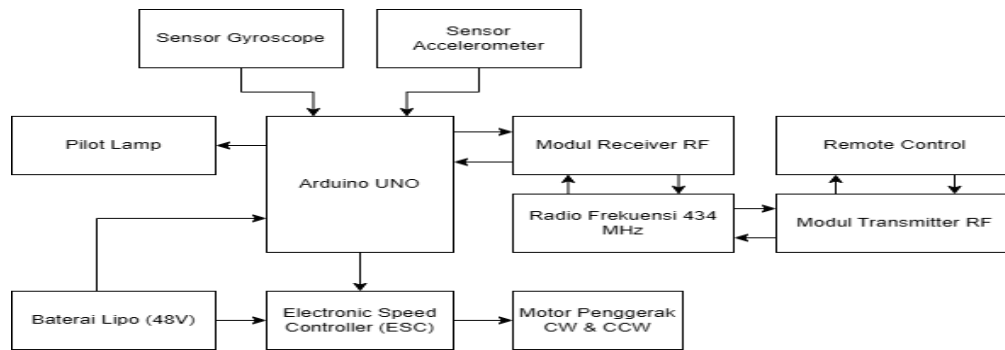 Sensor Gyroscope
Sensor
Accelerometer
Pilot Lamp
Arduino UNO
Modul Receiver RF
Remote Control
Radio Frekuensi 434
MHz
Modul Transmitter RF
Baterai Lipo (48V)
Electronic Speed
Controller (ESC)
Motor Penggerak
CW & CCW